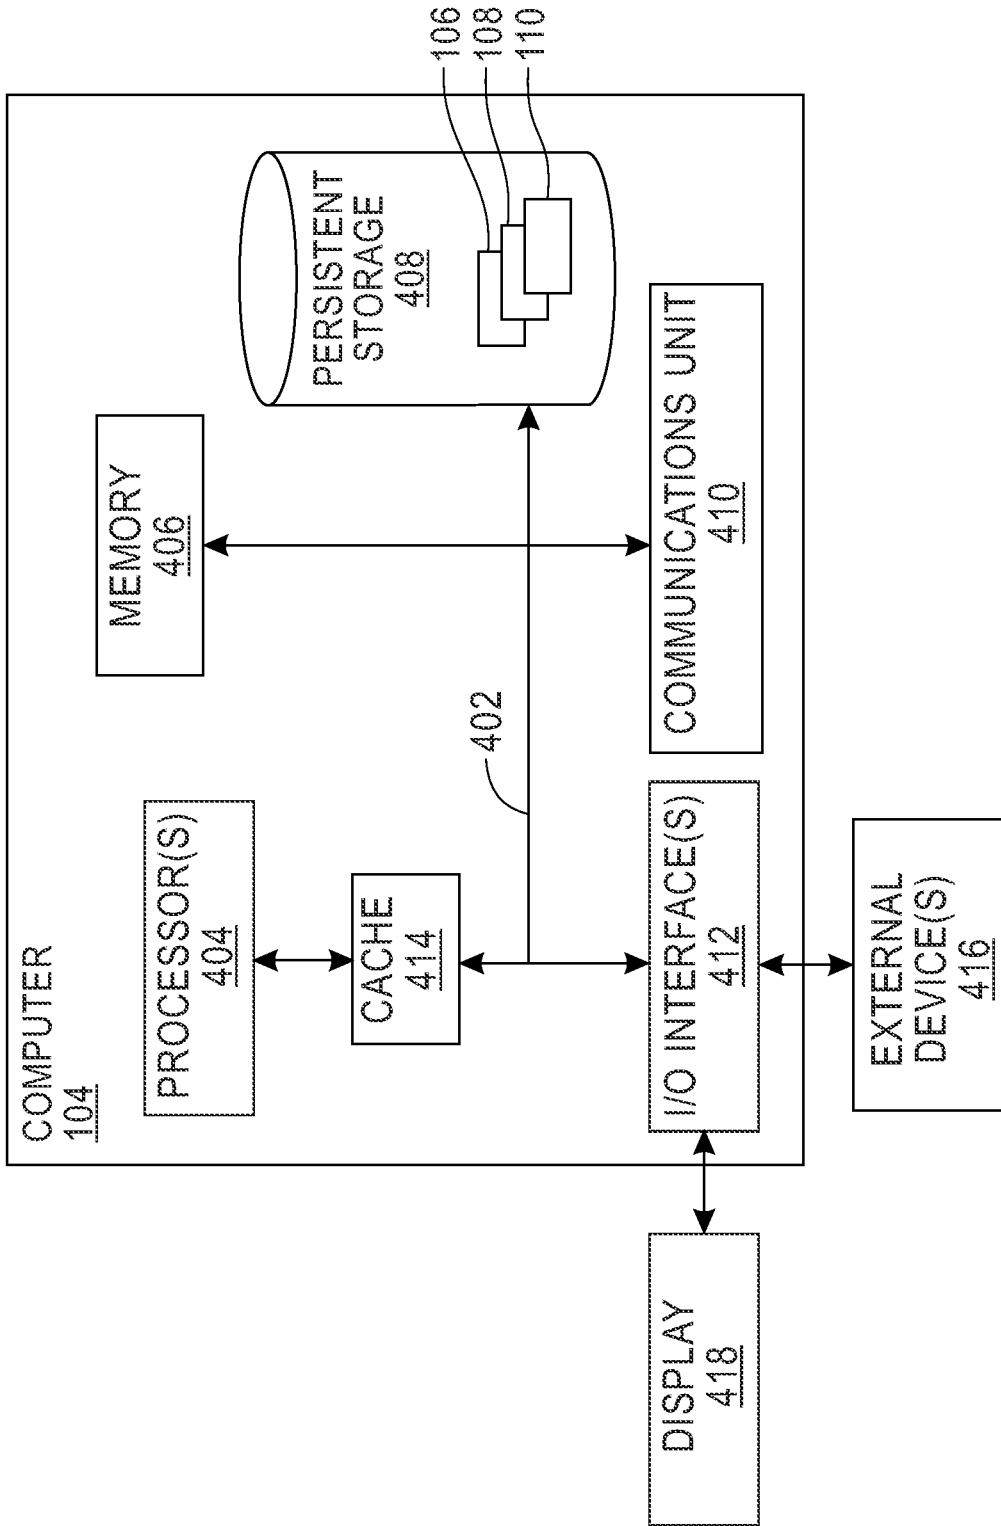 COMPUTER
104
PROCESSOR(S)
404
CACHE
414
MEMORY
406
402
PERSISTENT
STORAGE
408
106
108
110
I/O INTERFACE(S)
412
COMMUNICATIONS UNIT
410
DISPLAY
418
EXTERNAL
DEVICE(S)
416